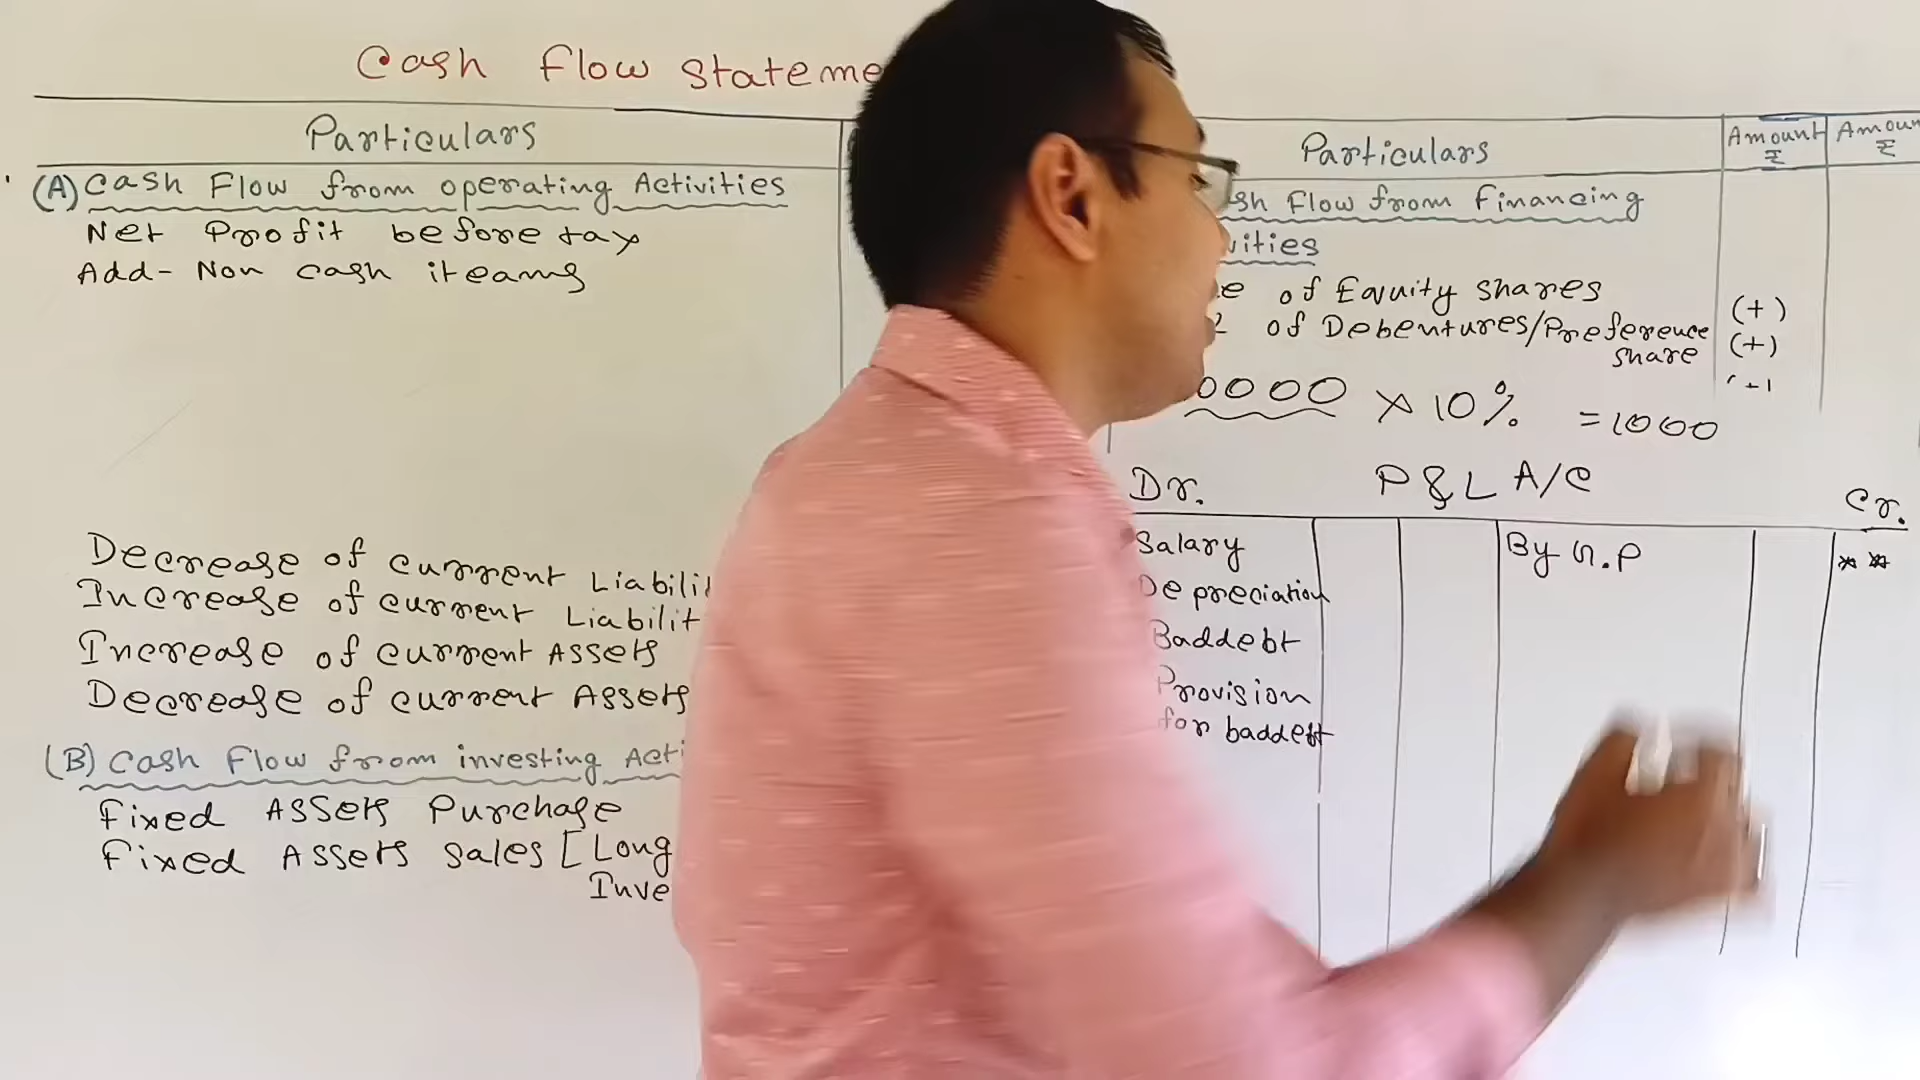 Cash Flow Stateme
Particulars
(A) Cash Flow from operating Activities
Net Profit before tax
Add- Non cash iteams
Decrease of current Liabilit
Increase of current Liabilit
Increase of current Assets
Decrease of current Assets
(B) Cash Flow from investing Acti
Fixed Assets Purchase
Fixed Assets Sales [Long
Inve
Particulars
Amount ₹
Amoun ₹
sh Flow from Financing
vities
of Equity Shares
(+)
of Debentures/Preference
share
(+)
0000 × 10% = 1000
Dr. P&L A/C Cr.
Salary
By G.P
**
Depreciation
Baddebt
Provision
for baddebt